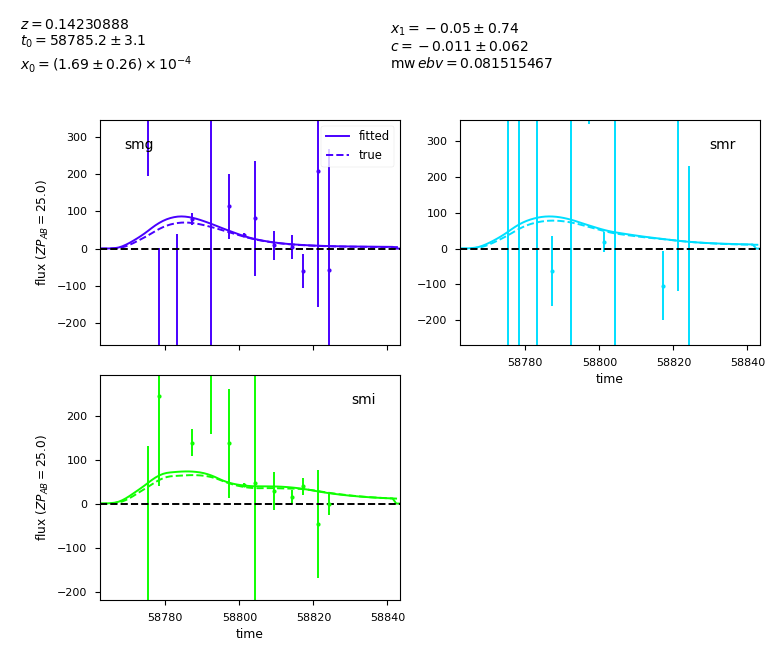 z = 0.14230888
t₀ = 58785.2 ± 3.1
x₀ = (1.69 ± 0.26) × 10⁻⁴
x₁ = −0.05 ± 0.74
c = −0.011 ± 0.062
mw ebv = 0.081515467
smg
fitted
true
300
200
100
0
−100
−200
flux (ZP_AB = 25.0)
smr
300
200
100
0
−100
−200
58780 58800 58820 58840
time
smi
200
100
0
−100
−200
flux (ZP_AB = 25.0)
58780 58800 58820 58840
time